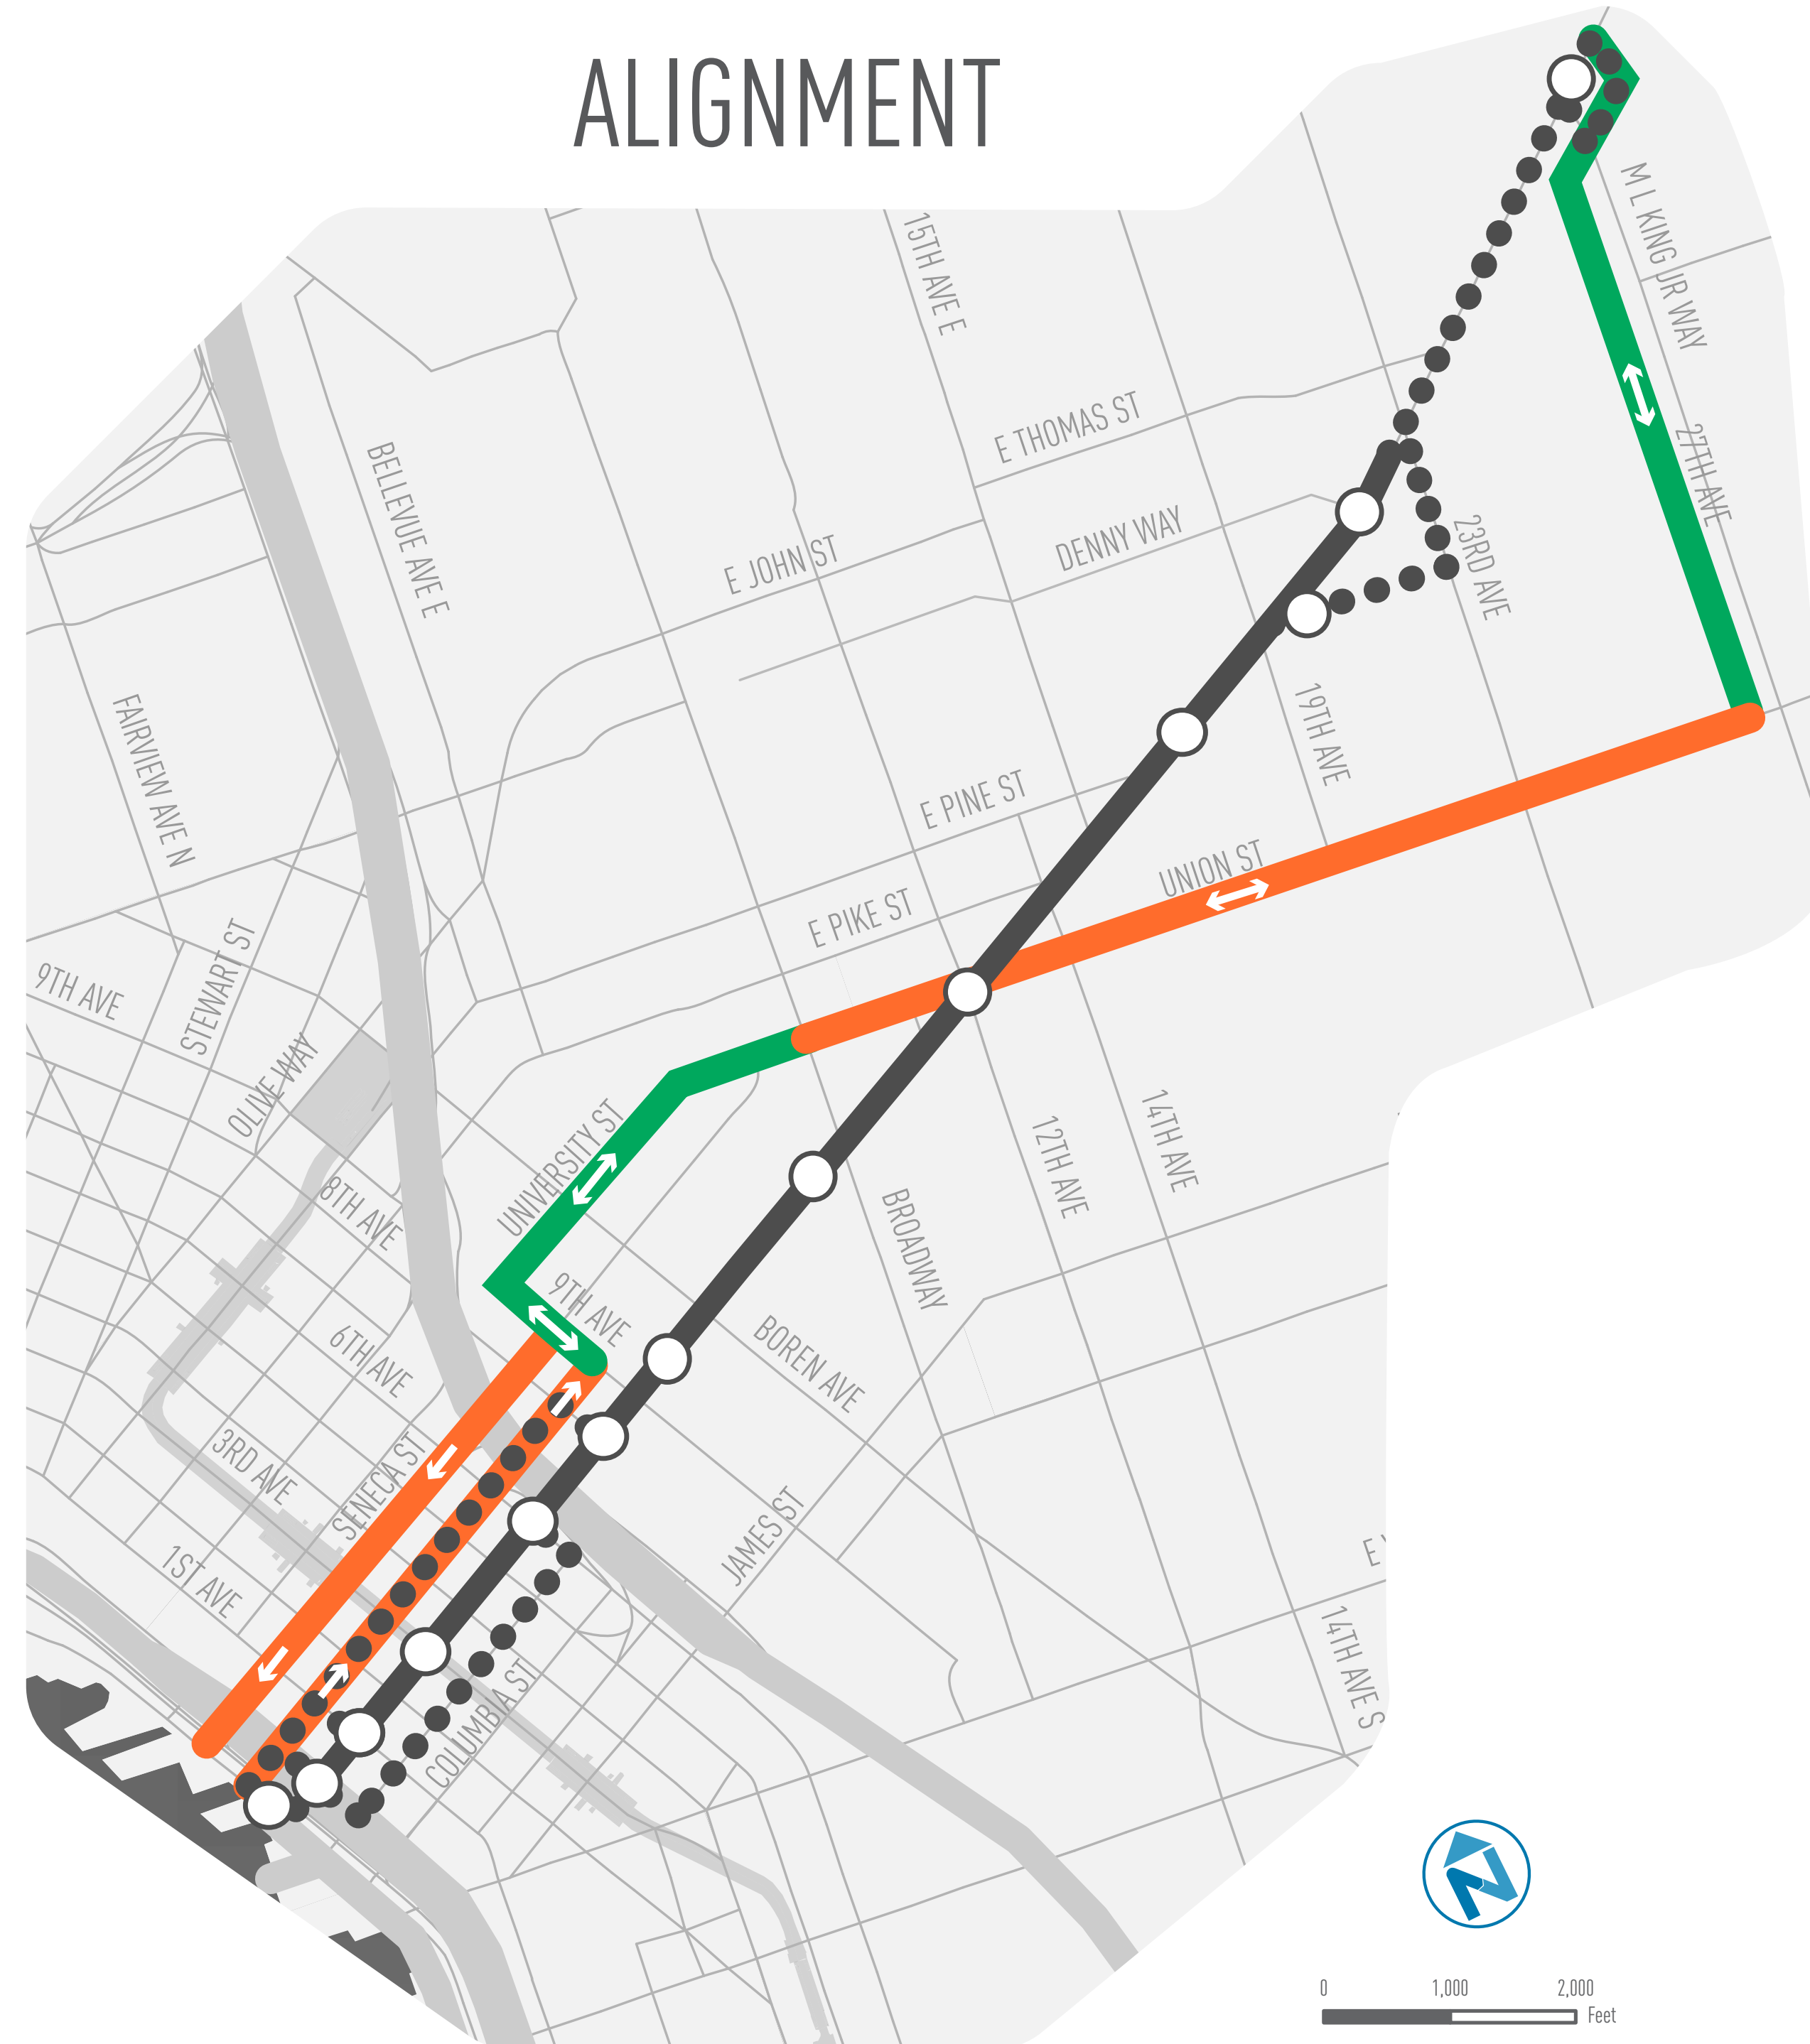 ALIGNMENT
M L KING JR WAY
15TH AVE E
E THOMAS ST
27TH AVE
BELLEVUE AVE E
E JOHN ST
DENNY WAY
23RD AVE
19TH AVE
FAIRVIEW AVE N
E PINE ST
UNION ST
E PIKE ST
STEWART ST
9TH AVE
OLIVE WAY
UNIVERSITY ST
14TH AVE
12TH AVE
8TH AVE
BROADWAY
9TH AVE
6TH AVE
BOREN AVE
3RD AVE
SENECA ST
JAMES ST
1ST AVE
COLUMBIA ST
14TH AVE S
0 1,000 2,000
Feet